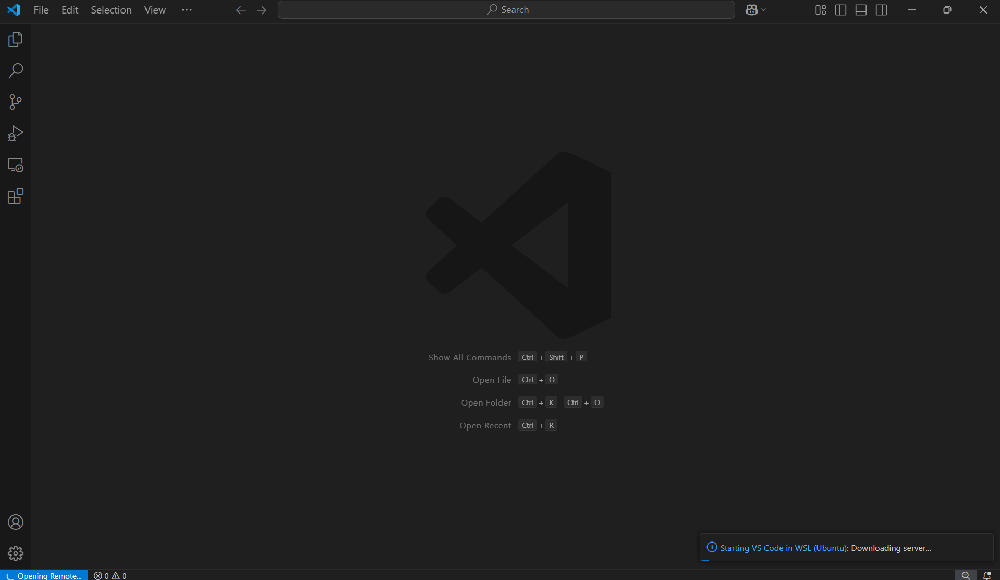 File Edit Selection View ···
Search
Show All Commands Ctrl + Shift + P
Open File Ctrl + O
Open Folder Ctrl + K Ctrl + O
Open Recent Ctrl + R
Starting VS Code in WSL (Ubuntu): Downloading server...
Opening Remote... 0 0